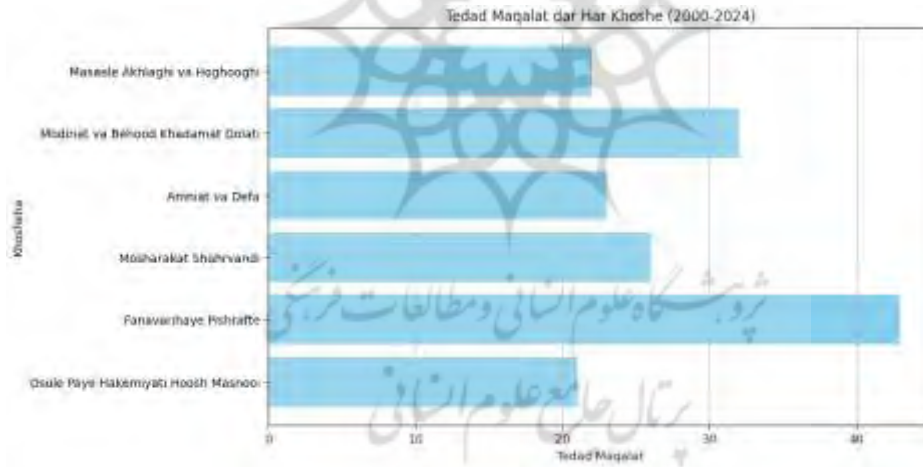 Tedad Maqalat dar Har Khoshe (2000-2024)
Masaele Akhlaghi va Hoghooghi
Modiriat va Behbood Khadamat Dolati
Amniat va Defa
Mosharakat Shahrvandi
Fanavarihaye Pishrafte
Osule Paye Hakemiyati Hoosh Masnooi
Khosheha
0 10 20 30 40
Tedad Maqalat
پژوهشگاه علوم انسانی و مطالعات فرهنگی
پرتال جامع علوم انسانی